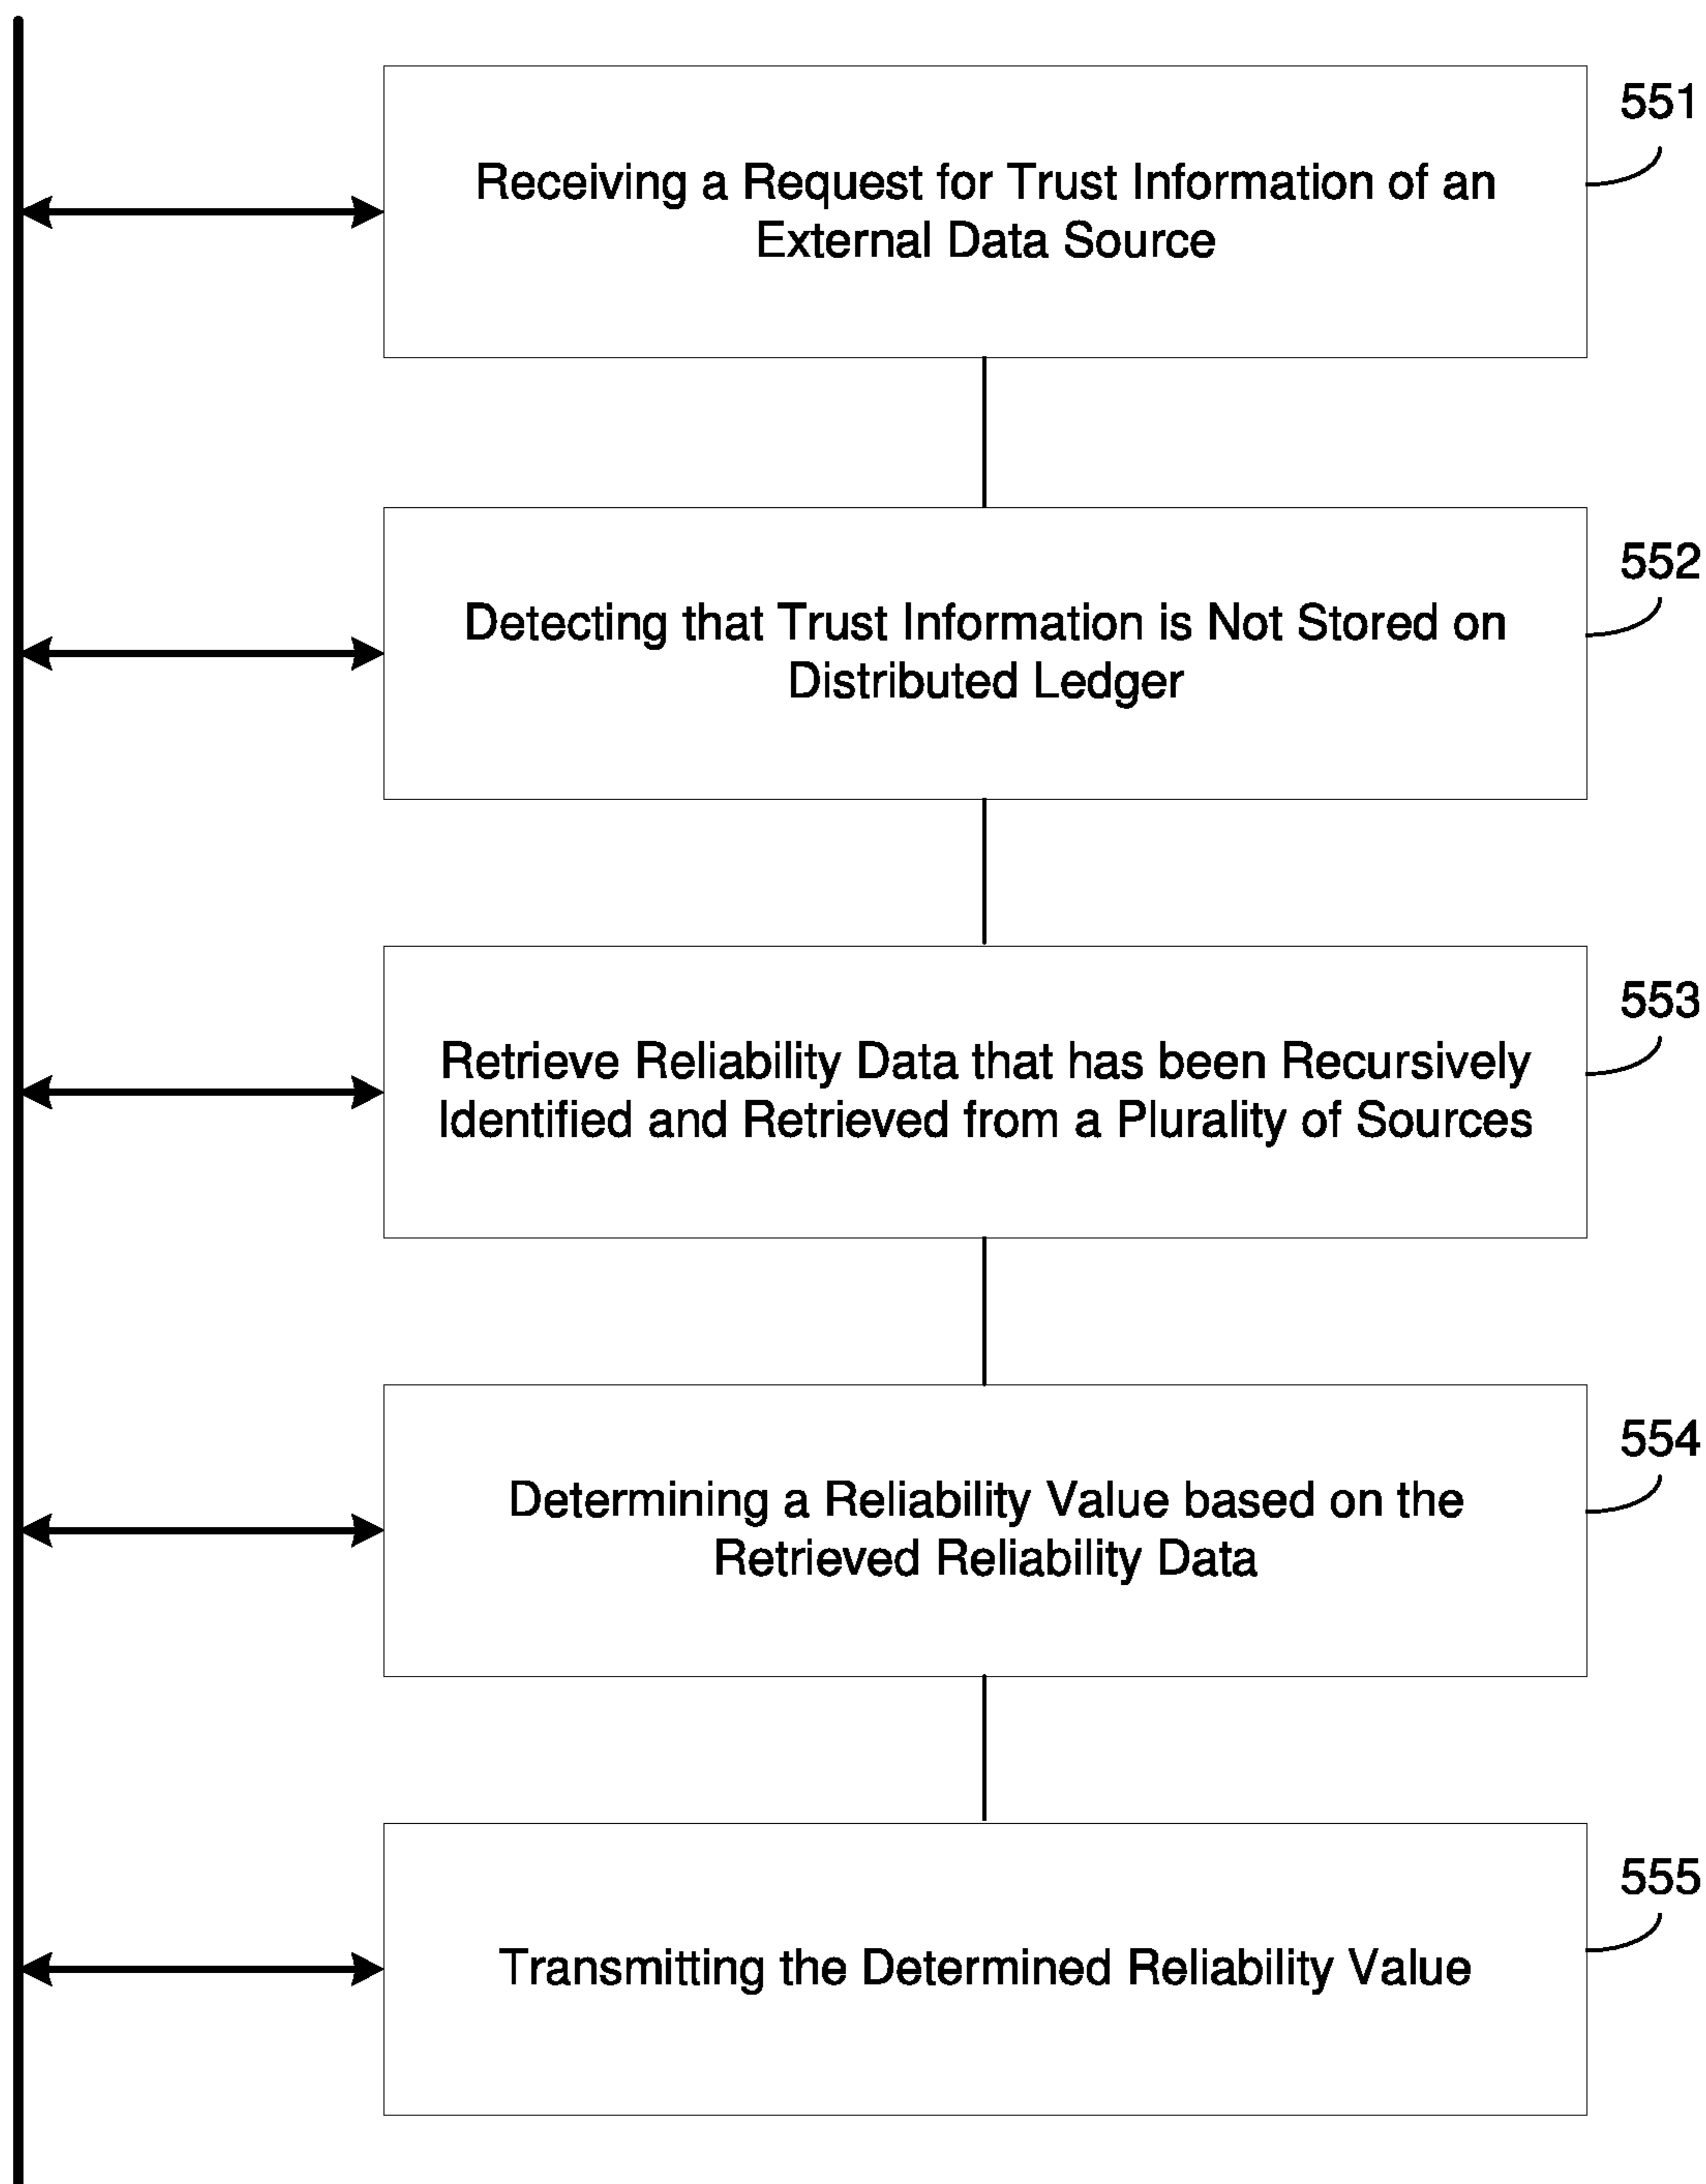 551
Receiving a Request for Trust Information of an
External Data Source
552
Detecting that Trust Information is Not Stored on
Distributed Ledger
553
Retrieve Reliability Data that has been Recursively
Identified and Retrieved from a Plurality of Sources
554
Determining a Reliability Value based on the
Retrieved Reliability Data
555
Transmitting the Determined Reliability Value